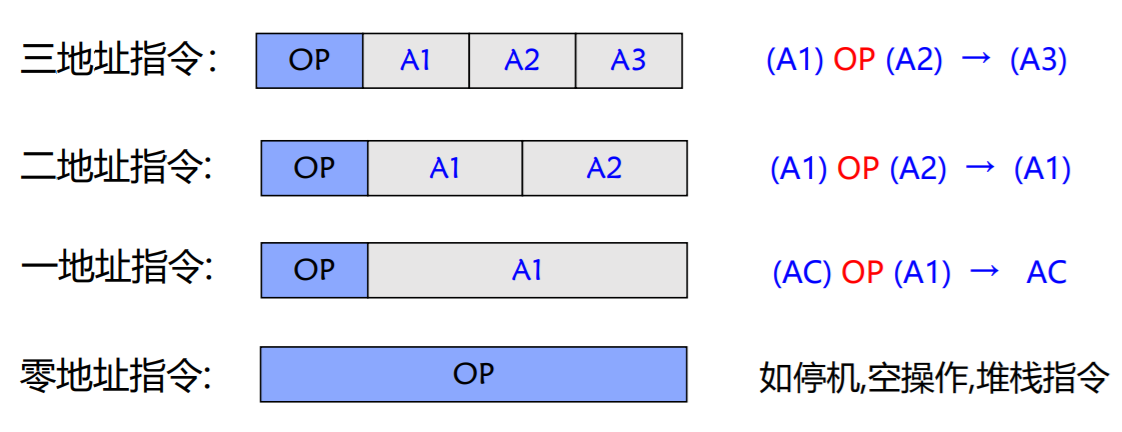 三地址指令： OP A1 A2 A3 (A1) OP (A2) → (A3)
二地址指令: OP A1 A2 (A1) OP (A2) → (A1)
一地址指令: OP A1 (AC) OP (A1) → AC
零地址指令: OP 如停机,空操作,堆栈指令